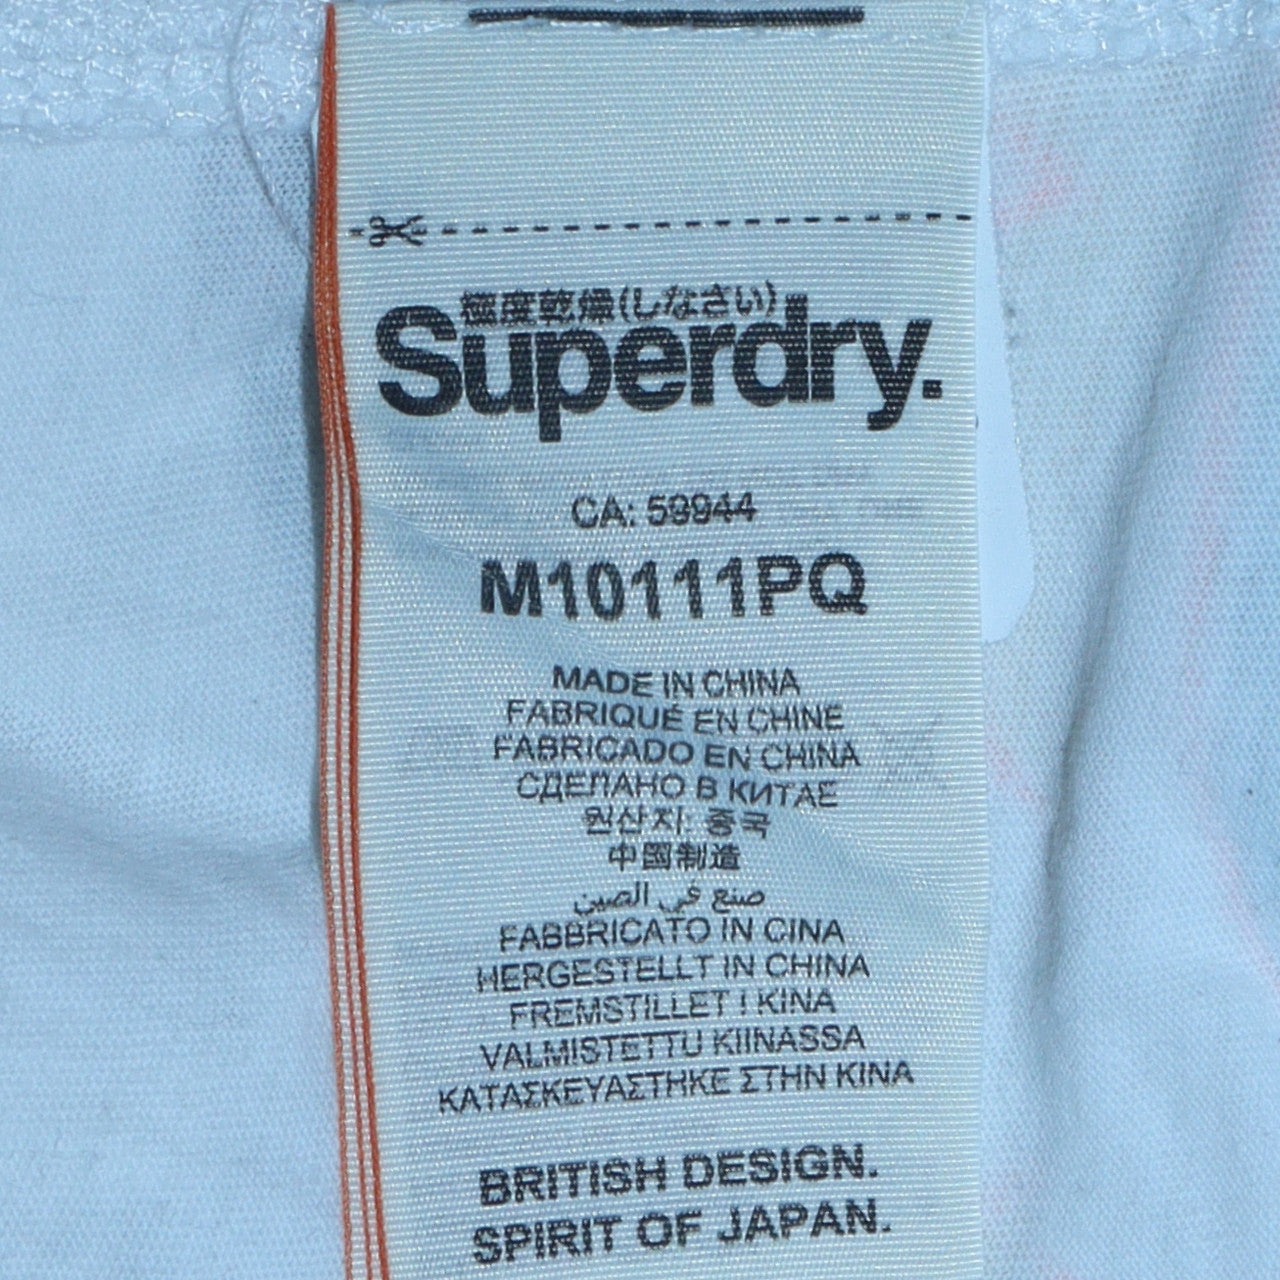 極度乾燥(しなさい)
Superdry.
CA: 59944
M10111PQ
MADE IN CHINA
FABRIQUÉ EN CHINE
FABRICADO EN CHINA
СДЕЛАНО В КИТАЕ
원산지: 중국
中国制造
صنع في الصين
FABBRICATO IN CINA
HERGESTELLT IN CHINA
FREMSTILLET I KINA
VALMISTETTU KIINASSA
ΚΑΤΑΣΚΕΥΑΣΤΗΚΕ ΣΤΗΝ ΚΙΝΑ
BRITISH DESIGN.
SPIRIT OF JAPAN.